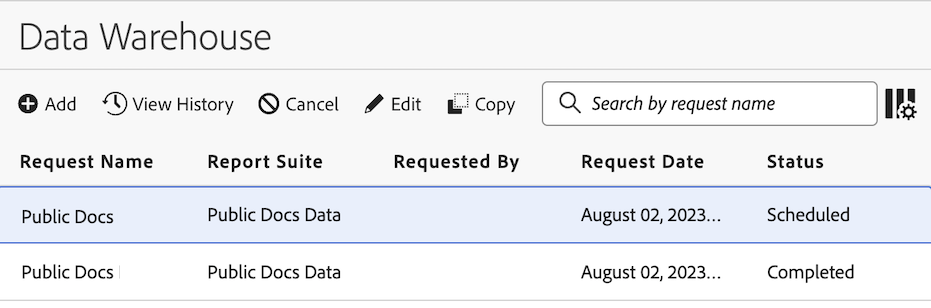 Data Warehouse
Add View History Cancel Edit Copy Search by request name
Request Name Report Suite Requested By Request Date Status
Public Docs Public Docs Data August 02, 2023... Scheduled
Public Docs Public Docs Data August 02, 2023... Completed